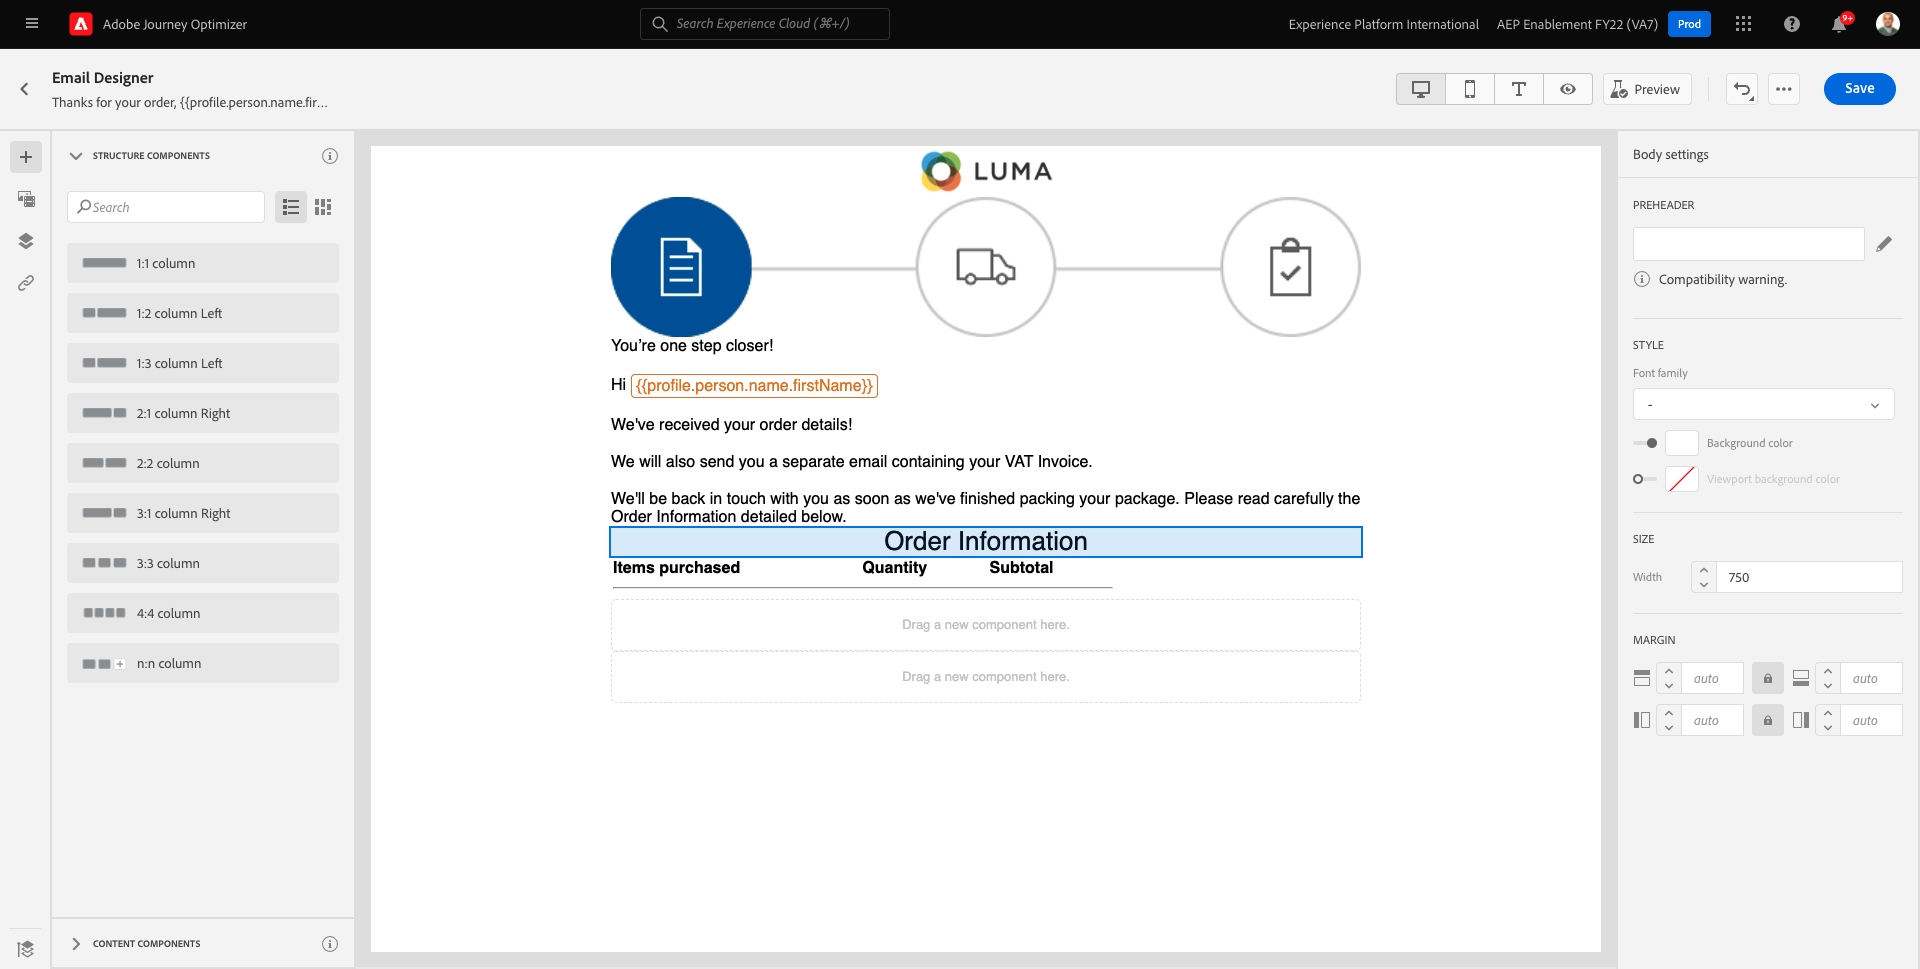 Adobe Journey Optimizer
Search Experience Cloud (⌘+/)
Experience Platform International
AEP Enablement FY22 (VA7)
Prod
9+
Email Designer
Thanks for your order, {{profile.person.name.fir...
Preview
Save
STRUCTURE COMPONENTS
Search
1:1 column
1:2 column Left
1:3 column Left
2:1 column Right
2:2 column
3:1 column Right
3:3 column
4:4 column
n:n column
CONTENT COMPONENTS
LUMA
You’re one step closer!
Hi {{profile.person.name.firstName}}
We've received your order details!
We will also send you a separate email containing your VAT Invoice.
We'll be back in touch with you as soon as we've finished packing your package. Please read carefully the
Order Information detailed below.
Order Information
Items purchased Quantity Subtotal
Drag a new component here.
Drag a new component here.
Body settings
PREHEADER
Compatibility warning.
STYLE
Font family
-
Background color
Viewport background color
SIZE
Width 750
MARGIN
auto auto
auto auto